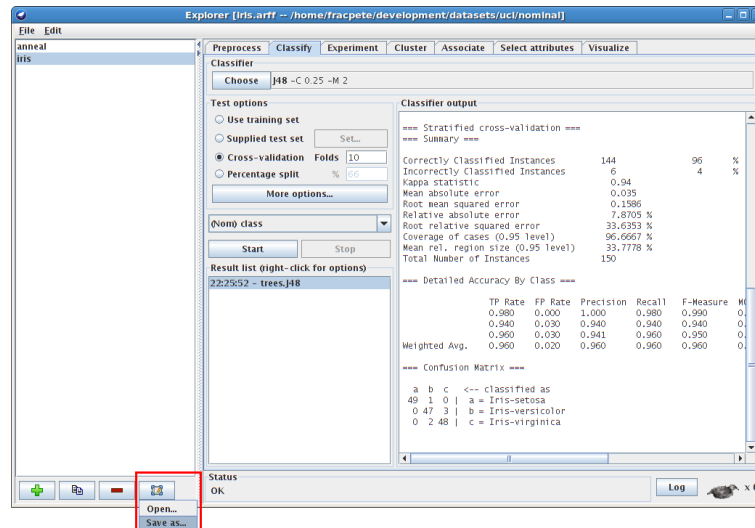 Explorer [iris.arff -- /home/fracpete/development/datasets/uci/nominal]
File Edit
anneal
iris
Preprocess Classify Experiment Cluster Associate Select attributes Visualize
Classifier
Choose J48 -C 0.25 -M 2
Test options
Use training set
Supplied test set Set...
Cross-validation Folds 10
Percentage split % 66
More options...
(Nom) class
Start Stop
Result list (right-click for options)
22:25:52 - trees.J48
Classifier output
=== Stratified cross-validation ===
=== Summary ===
Correctly Classified Instances 144 96 %
Incorrectly Classified Instances 6 4 %
Kappa statistic 0.94
Mean absolute error 0.035
Root mean squared error 0.1586
Relative absolute error 7.8705 %
Root relative squared error 33.6353 %
Coverage of cases (0.95 level) 96.6667 %
Mean rel. region size (0.95 level) 33.7778 %
Total Number of Instances 150
=== Detailed Accuracy By Class ===
TP Rate FP Rate Precision Recall F-Measure
0.980 0.000 1.000 0.980 0.990
0.940 0.030 0.940 0.940 0.940
0.960 0.030 0.941 0.960 0.950
Weighted Avg. 0.960 0.020 0.960 0.960 0.960
=== Confusion Matrix ===
a b c <-- classified as
49 1 0 | a = Iris-setosa
0 47 3 | b = Iris-versicolor
0 2 48 | c = Iris-virginica
Status
OK
Log x
Open...
Save as...